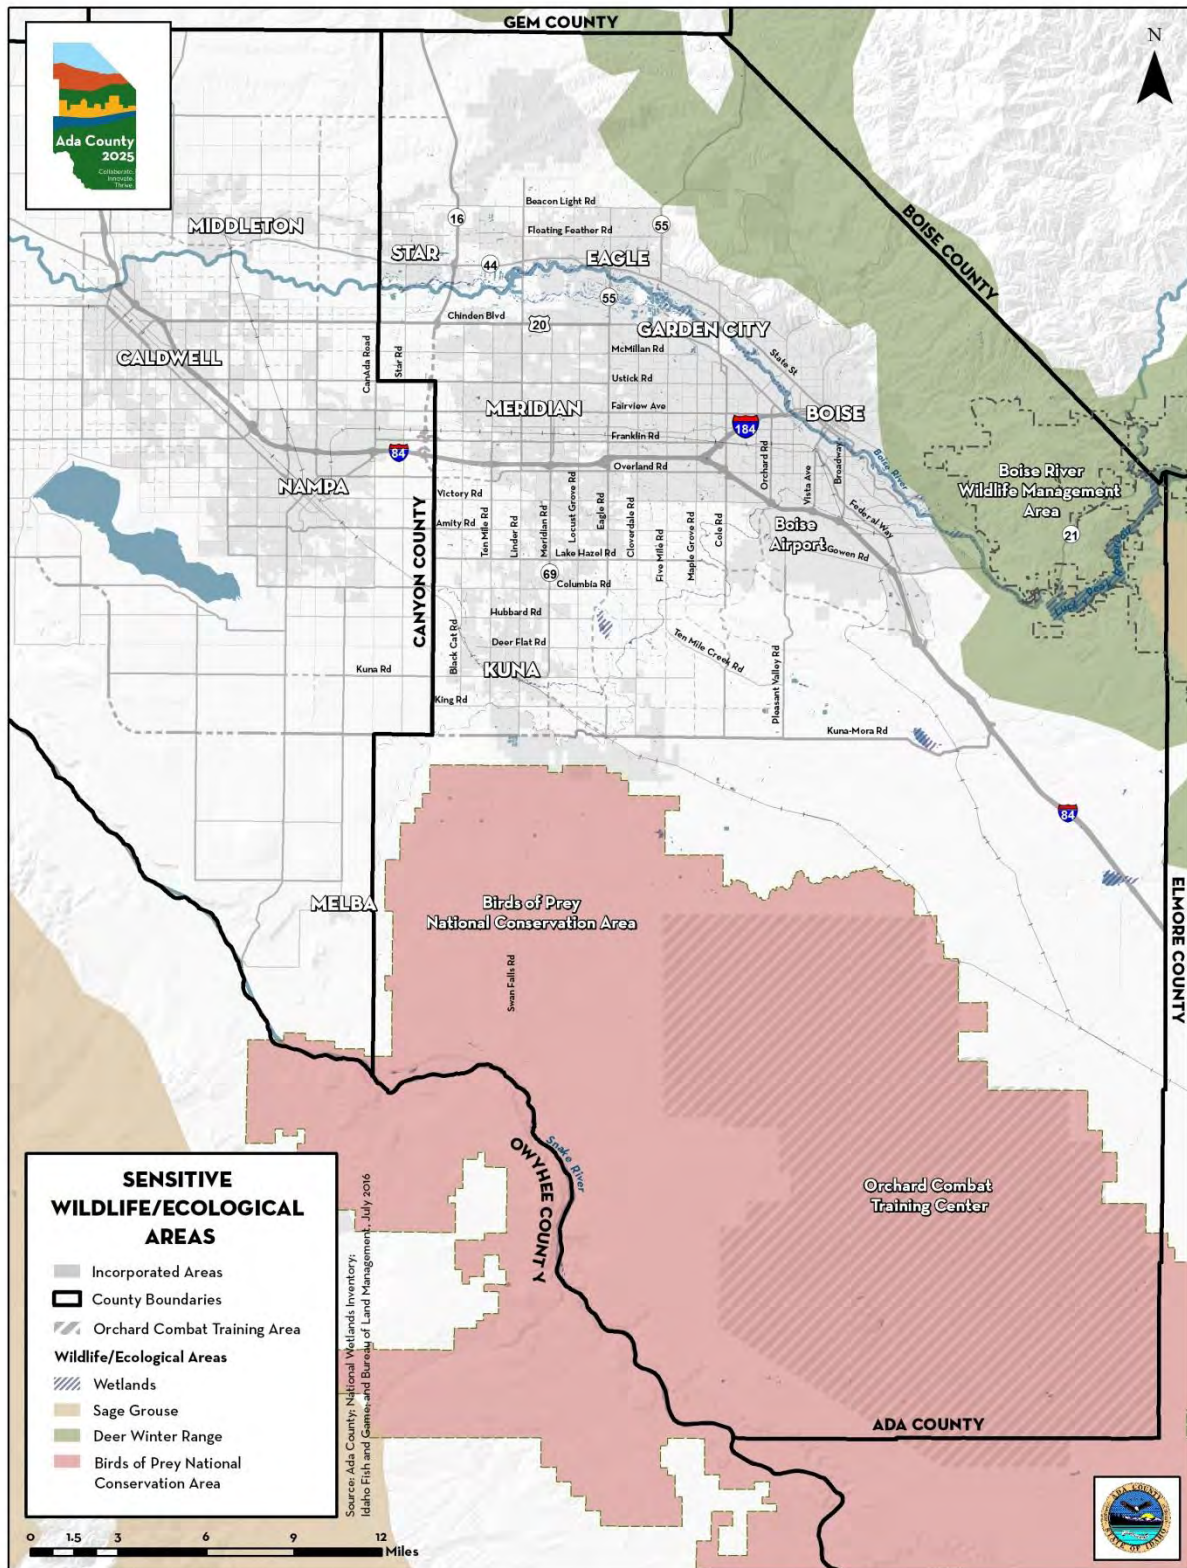 GEM COUNTY
N
Ada County
2025
Collaborate.
Innovate.
Thrive.
BOISE COUNTY
Beacon Light Rd
MIDDLETON
16
55
Floating Feather Rd
STAR
44
EAGLE
55
Chinden Blvd
20
GARDEN CITY
CanAda Road
Star Rd
McMillan Rd
State St
CALDWELL
Ustick Rd
MERIDIAN
Fairview Ave
BOISE
184
Franklin Rd
84
Overland Rd
Orchard Rd
Vista Ave
Broadway
Boise River
Boise River
Wildlife Management
Area
NAMPA
Victory Rd
Ten Mile Rd
Linder Rd
Meridian Rd
Locust Grove Rd
Eagle Rd
Cloverdale Rd
Five Mile Rd
Maple Grove Rd
Cole Rd
Federal Way
Amity Rd
Boise
Airport
Gowen Rd
21
Lake Hazel Rd
69
Columbia Rd
Lucky Peak Reservoir
CANYON COUNTY
Hubbard Rd
Black Cat Rd
Deer Flat Rd
Ten Mile Creek Rd
Pleasant Valley Rd
Kuna Rd
KUNA
King Rd
Kuna-Mora Rd
84
ELMORE COUNTY
MELBA
Birds of Prey
National Conservation Area
Swan Falls Rd
OWYHEE COUNTY
Snake River
Orchard Combat
Training Center
ADA COUNTY
SENSITIVE
WILDLIFE/ECOLOGICAL
AREAS
Incorporated Areas
County Boundaries
Orchard Combat Training Area
Wildlife/Ecological Areas
Wetlands
Sage Grouse
Deer Winter Range
Birds of Prey National
Conservation Area
Source: Ada County; National Wetlands Inventory;
Idaho Fish and Game; and Bureau of Land Management, July 2016
0 1.5 3 6 9 12
Miles
ADA COUNTY
STATE OF IDAHO